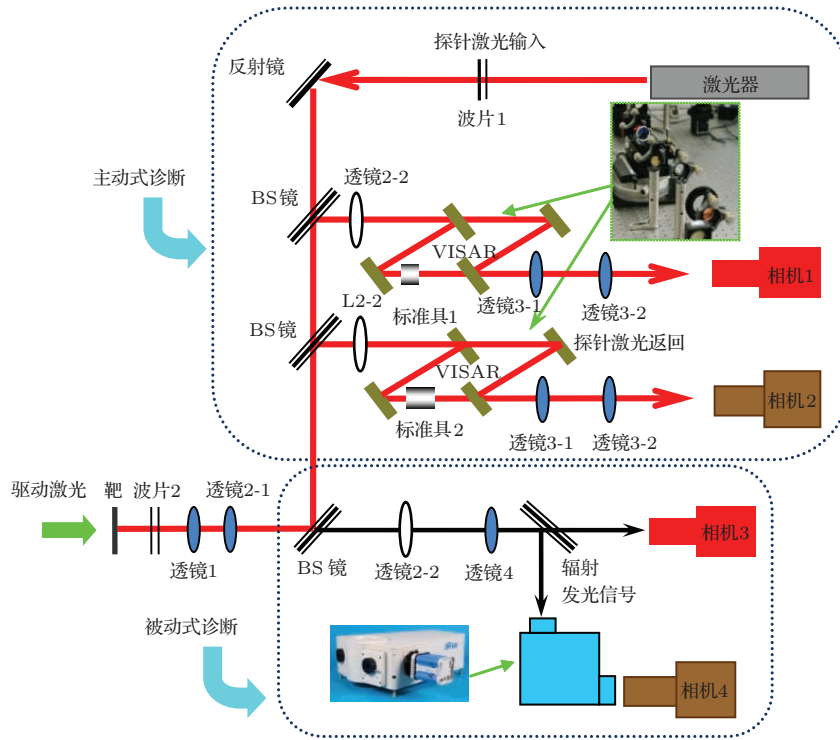 探针激光输入
反射镜
激光器
波片1
主动式诊断
透镜2-2
BS镜
VISAR
相机1
L2-2
标准具1
透镜3-1
透镜3-2
BS镜
探针激光返回
VISAR
相机2
标准具2
透镜3-1
透镜3-2
驱动激光
靶
波片2
透镜2-1
相机3
透镜1
BS镜
透镜2-2
透镜4
辐射
发光信号
被动式诊断
相机4